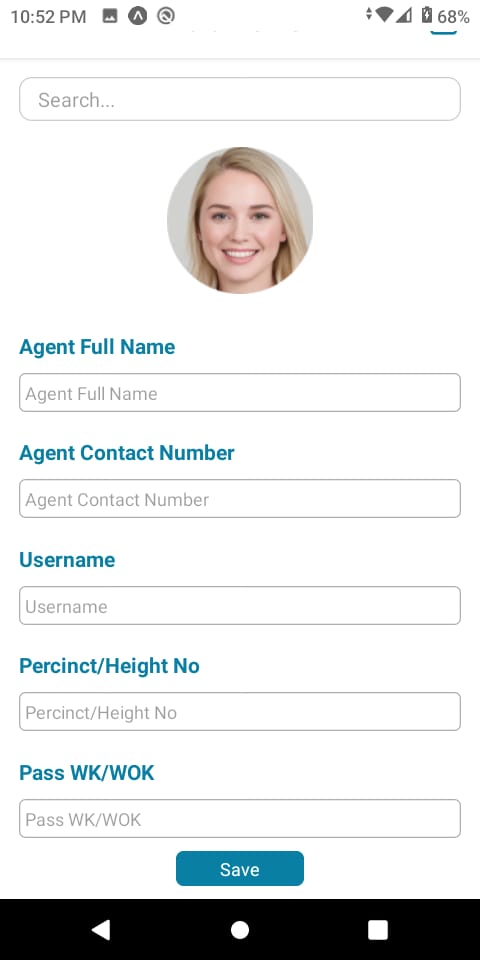 10:52 PM
68%
Search...
Agent Full Name
Agent Full Name
Agent Contact Number
Agent Contact Number
Username
Username
Percinct/Height No
Percinct/Height No
Pass WK/WOK
Pass WK/WOK
Save